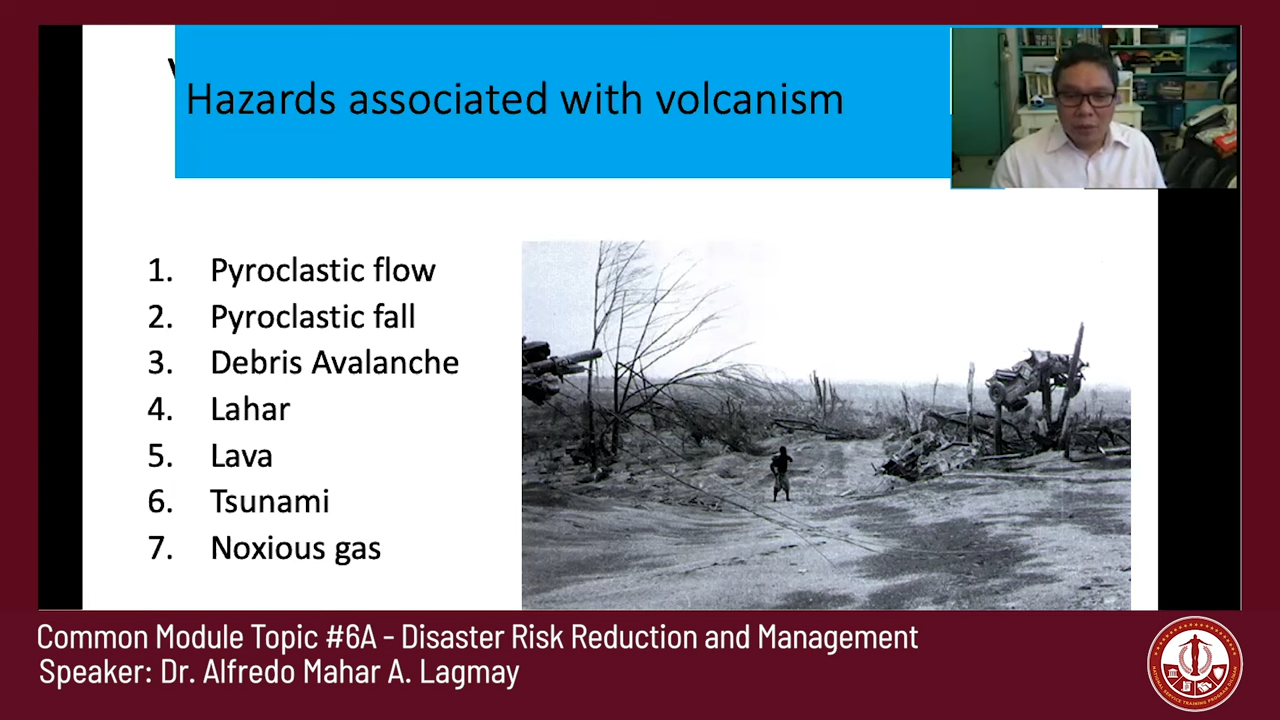 Hazards associated with volcanism
1. Pyroclastic flow
2. Pyroclastic fall
3. Debris Avalanche
4. Lahar
5. Lava
6. Tsunami
7. Noxious gas
Common Module Topic #6A - Disaster Risk Reduction and Management
Speaker: Dr. Alfredo Mahar A. Lagmay